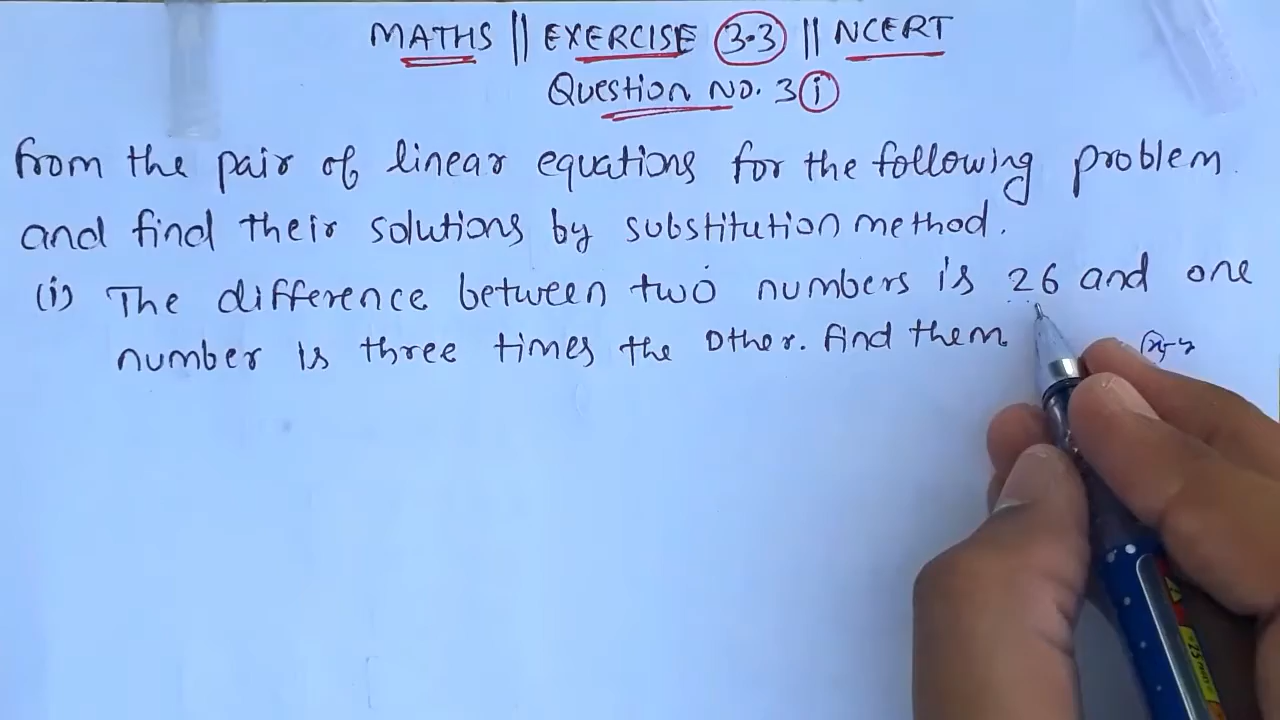 MATHS || EXERCISE 3.3 || NCERT
Question No. 3 i
from the pair of linear equations for the following problem.
and find their solutions by substitution method.
(i) The difference between two numbers is 26 and one
number is three times the other. find them